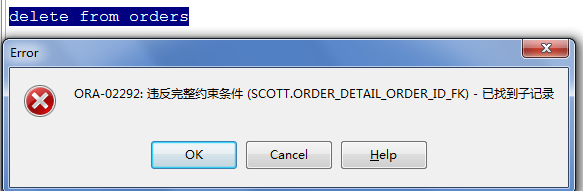 delete from orders
Error
ORA-02292: 违反完整约束条件 (SCOTT.ORDER_DETAIL_ORDER_ID_FK) - 已找到子记录
OK
Cancel
Help